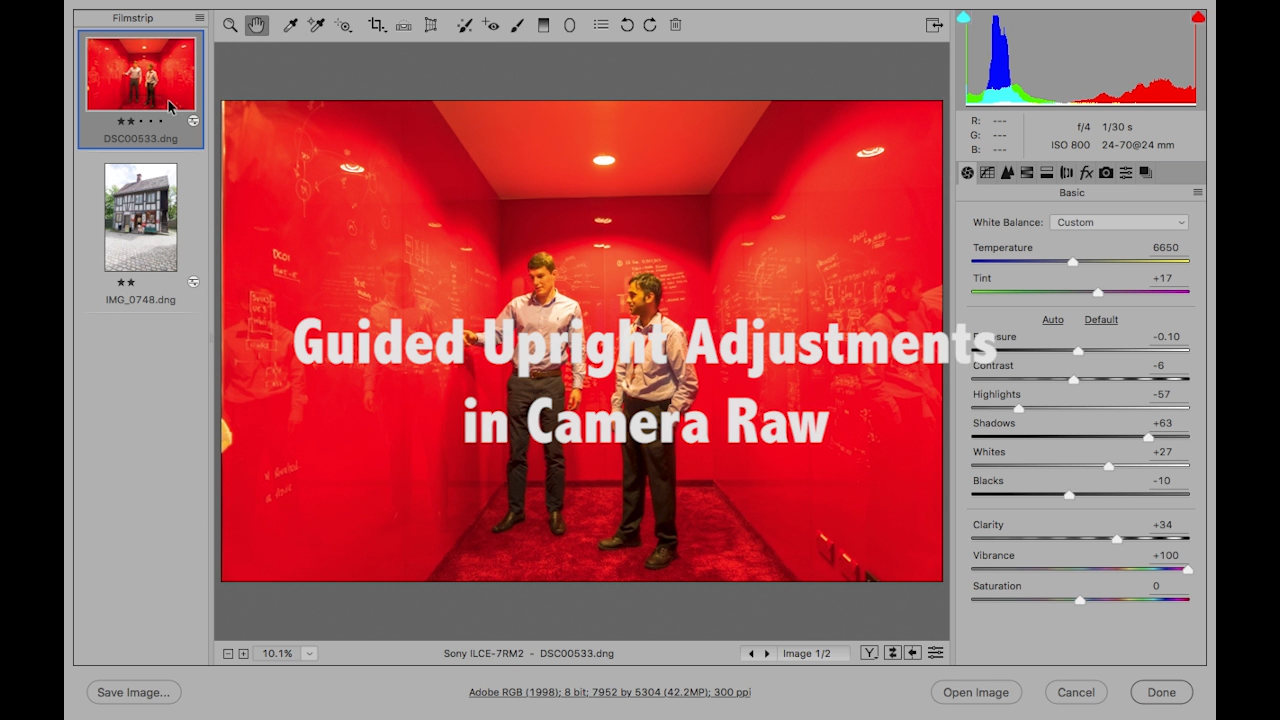 Filmstrip
DSC00533.dng
IMG_0748.dng
Guided Upright Adjustments
in Camera Raw
10.1%
Sony ILCE-7RM2 - DSC00533.dng
Image 1/2
Y
R: ---
G: ---
B: ---
f/4 1/30 s
ISO 800 24-70@24 mm
fx
Basic
White Balance: Custom
Temperature 6650
Tint +17
Auto Default
Exposure -0.10
Contrast -6
Highlights -57
Shadows +63
Whites +27
Blacks -10
Clarity +34
Vibrance +100
Saturation 0
Save Image...
Adobe RGB (1998); 8 bit; 7952 by 5304 (42.2MP); 300 ppi
Open Image
Cancel
Done